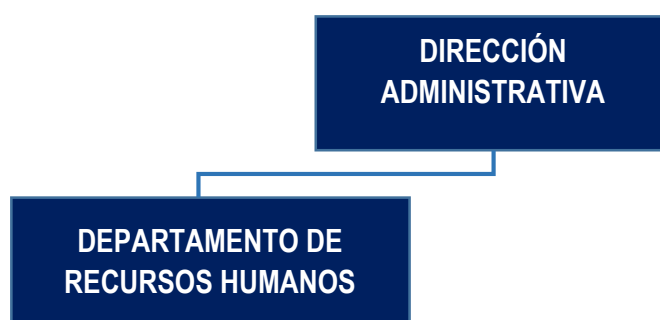 DIRECCIÓN
ADMINISTRATIVA
DEPARTAMENTO DE
RECURSOS HUMANOS